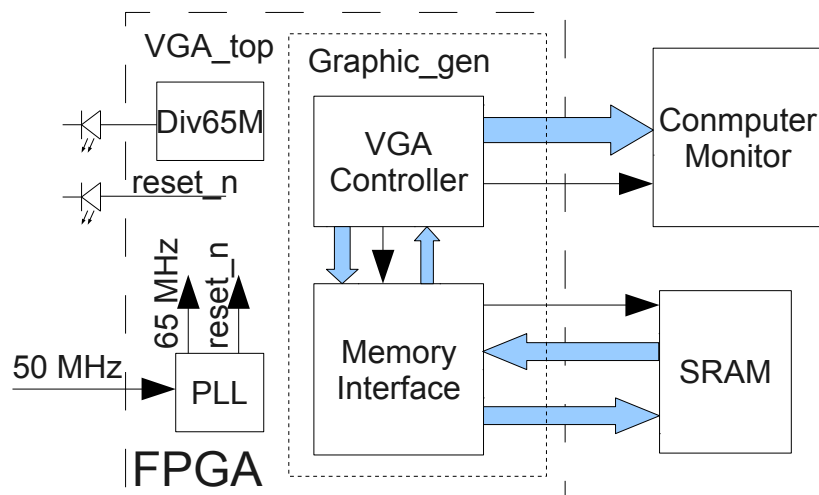 VGA_top
Graphic_gen
Div65M
VGA
Controller
Conmputer
Monitor
reset_n
65 MHz
reset_n
50 MHz
PLL
Memory
Interface
SRAM
FPGA